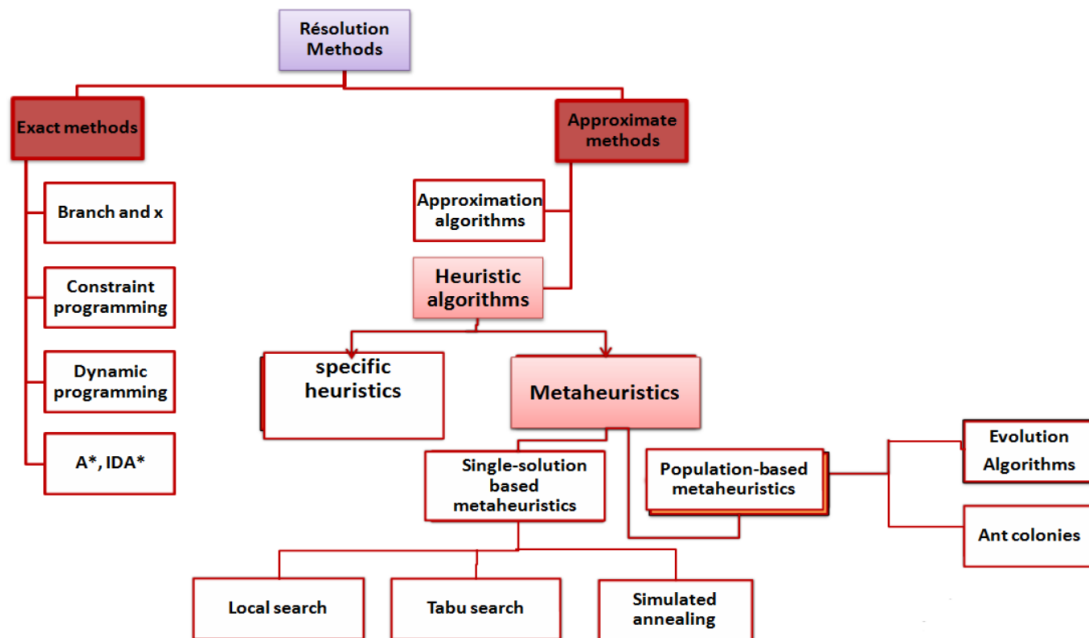 Résolution
Methods
Exact methods
Approximate
methods
Branch and x
Approximation
algorithms
Constraint
programming
Heuristic
algorithms
Dynamic
programming
specific
heuristics
Metaheuristics
A*, IDA*
Single-solution
based
metaheuristics
Population-based
metaheuristics
Evolution
Algorithms
Ant colonies
Local search
Tabu search
Simulated
annealing